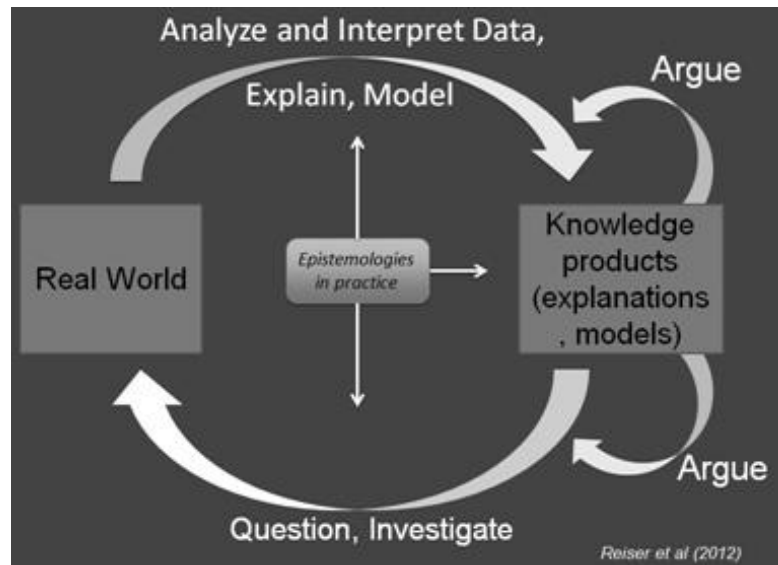 Analyze and Interpret Data,
Explain, Model
Argue
Real World
Epistemologies
in practice
Knowledge
products
(explanations
, models)
Argue
Question, Investigate
Reiser et al (2012)